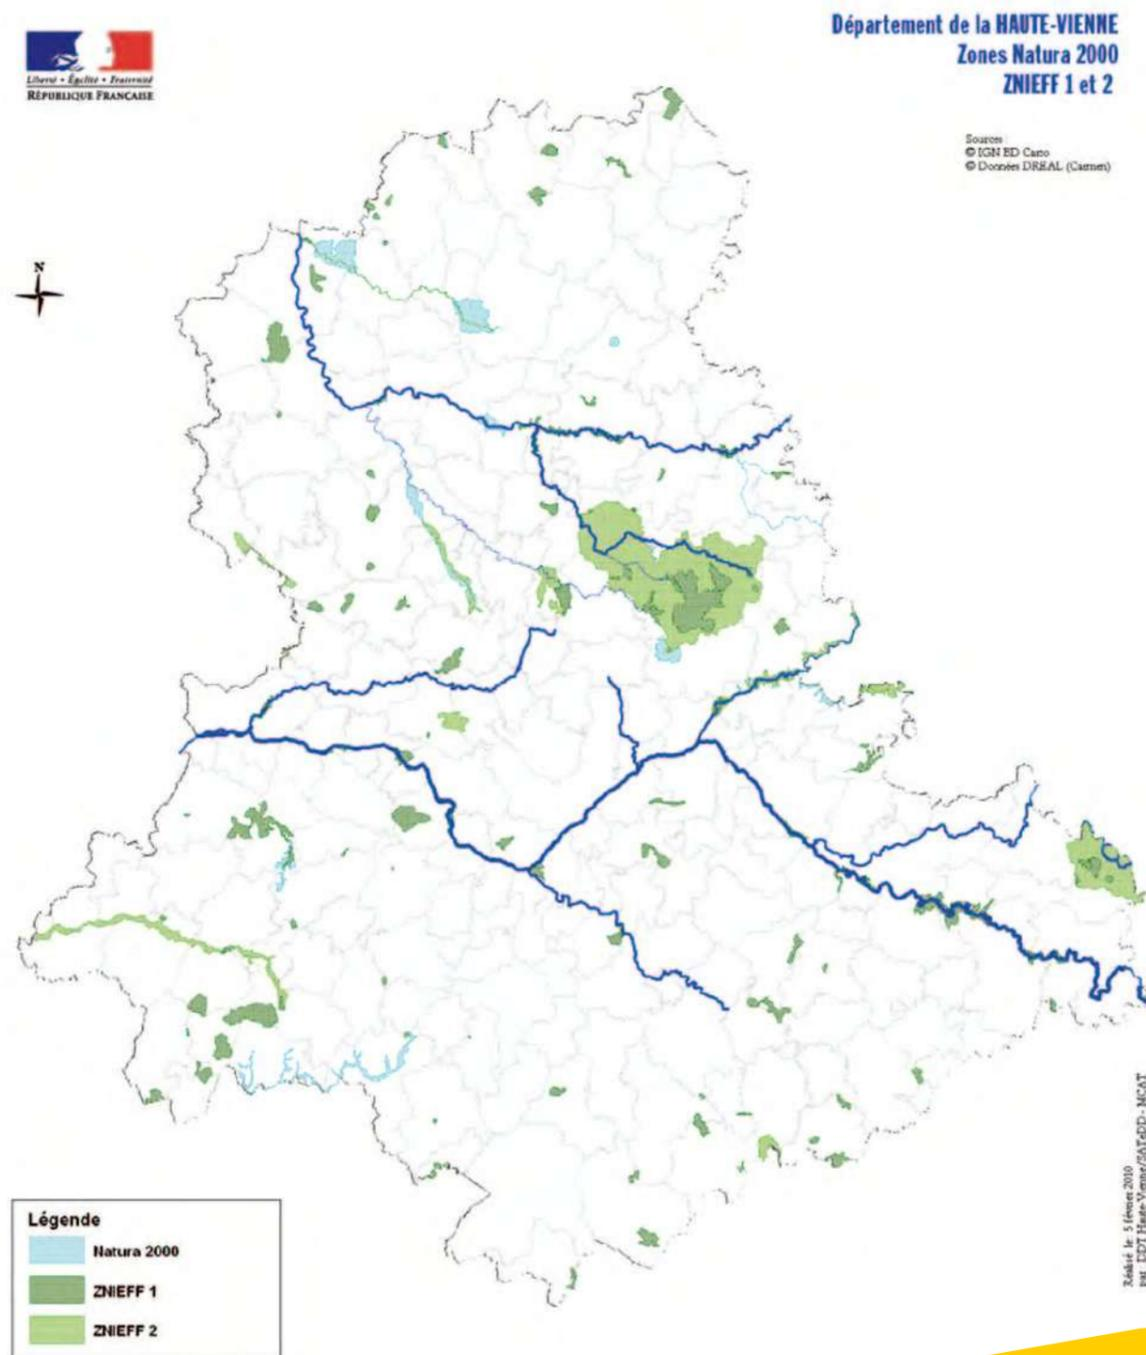 Liberté • Égalité • Fraternité
RÉPUBLIQUE FRANÇAISE
Département de la HAUTE-VIENNE
Zones Natura 2000
ZNIEFF 1 et 2
Sources
© IGN BD Carto
© Données DREAL (Carmen)
N
Légende
Natura 2000
ZNIEFF 1
ZNIEFF 2
Réalisé le: 5 février 2010
par DDT Haute-Vienne/SAT2DD - MCAT